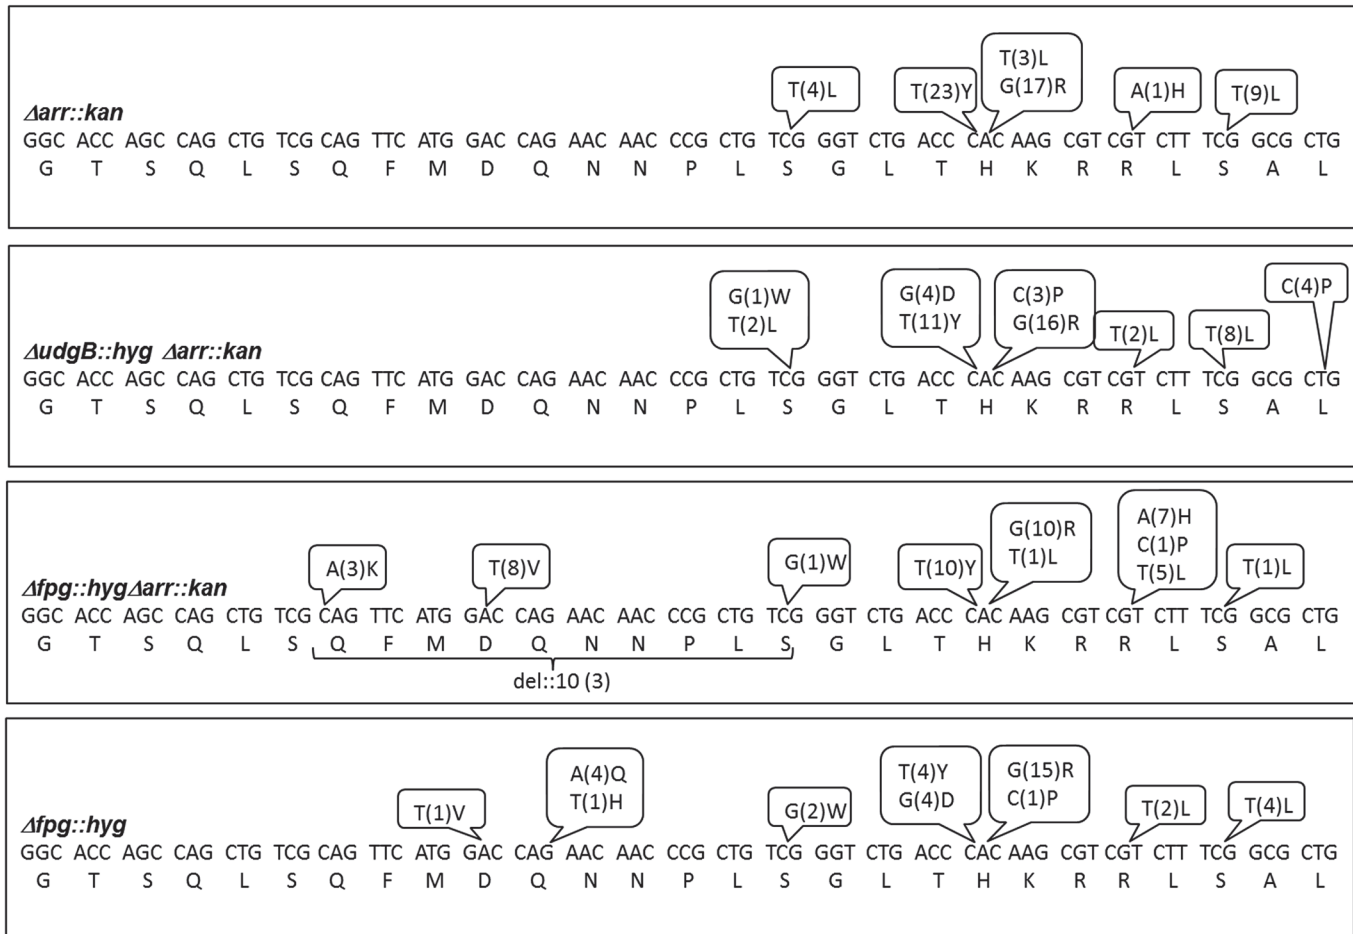 T(3)L
G(17)R
T(4)L
T(23)Y
A(1)H
T(9)L
Δarr::kan
GGC ACC AGC CAG CTG TCG CAG TTC ATG GAC CAG AAC AAC CCG CTG TCG GGT CTG ACC CAC AAG CGT CGT CTT TCG GCG CTG
G T S Q L S Q F M D Q N N P L S G L T H K R R L S A L
C(4)P
G(1)W
T(2)L
G(4)D
T(11)Y
C(3)P
G(16)R
T(2)L
T(8)L
ΔudgB::hyg Δarr::kan
GGC ACC AGC CAG CTG TCG CAG TTC ATG GAC CAG AAC AAC CCG CTG TCG GGT CTG ACC CAC AAG CGT CGT CTT TCG GCG CTG
G T S Q L S Q F M D Q N N P L S G L T H K R R L S A L
A(7)H
C(1)P
T(5)L
G(10)R
T(1)L
A(3)K
T(8)V
G(1)W
T(10)Y
T(1)L
Δfpg::hygΔarr::kan
GGC ACC AGC CAG CTG TCG CAG TTC ATG GAC CAG AAC AAC CCG CTG TCG GGT CTG ACC CAC AAG CGT CGT CTT TCG GCG CTG
G T S Q L S Q F M D Q N N P L S G L T H K R R L S A L
del::10 (3)
A(4)Q
T(1)H
T(4)Y
G(4)D
G(15)R
C(1)P
T(1)V
G(2)W
T(2)L
T(4)L
Δfpg::hyg
GGC ACC AGC CAG CTG TCG CAG TTC ATG GAC CAG AAC AAC CCG CTG TCG GGT CTG ACC CAC AAG CGT CGT CTT TCG GCG CTG
G T S Q L S Q F M D Q N N P L S G L T H K R R L S A L